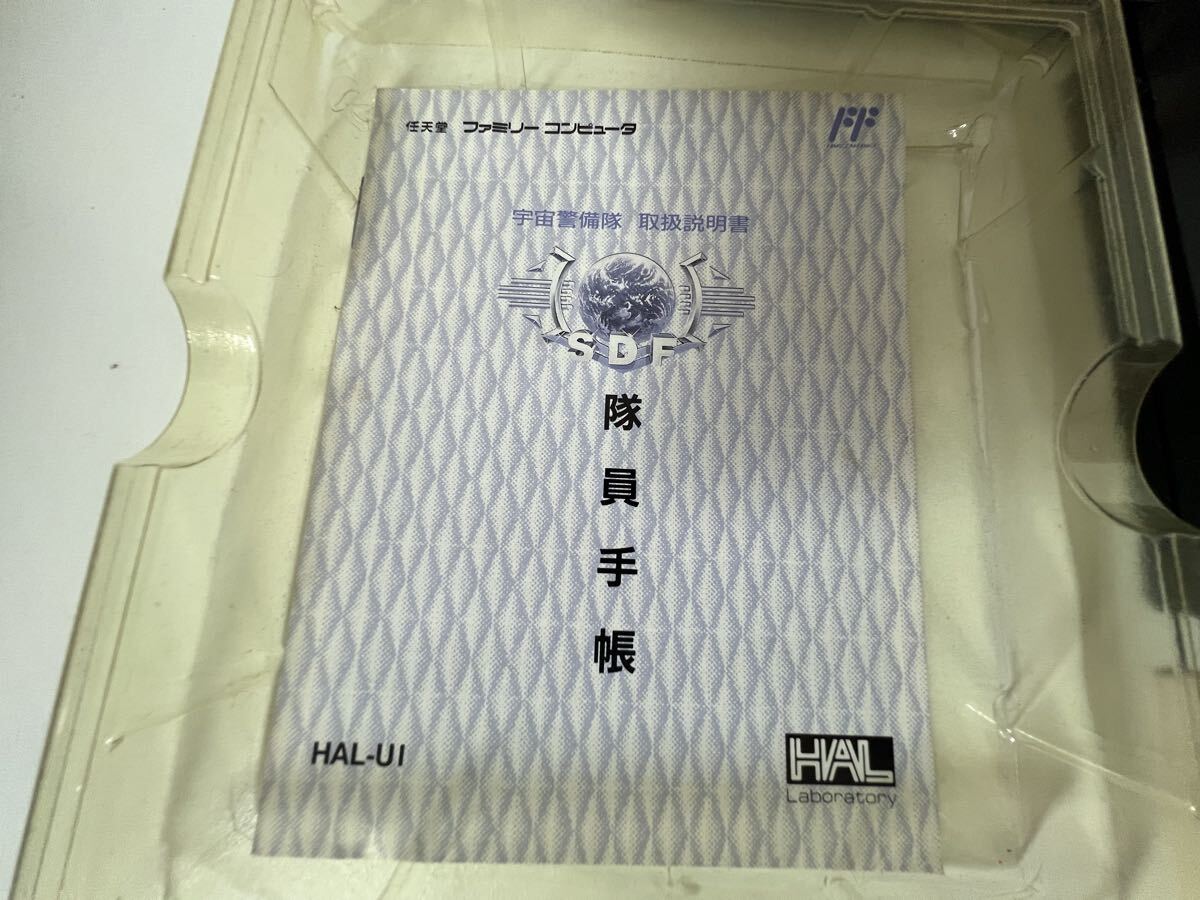 任天堂 ファミリーコンピュータ
宇宙警備隊 取扱説明書
SDF
隊員手帳
HAL-UI
HAL
Laboratory